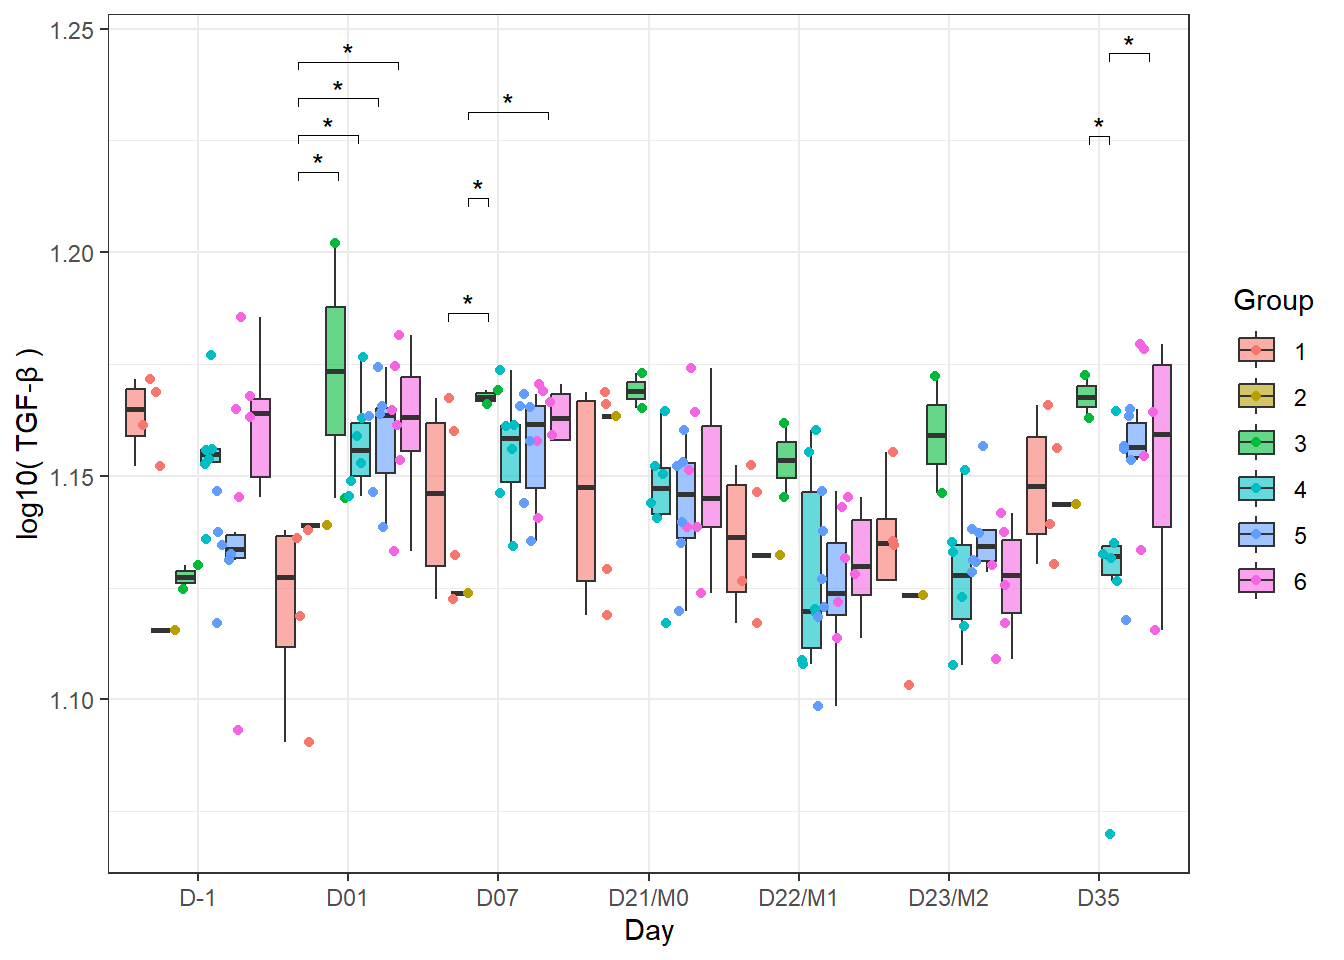 log10( TGF-β )
1.25
1.20
1.15
1.10
*
*
*
*
*
*
*
*
*
D-1
D01
D07
D21/M0
D22/M1
D23/M2
D35
Day
Group
1
2
3
4
5
6